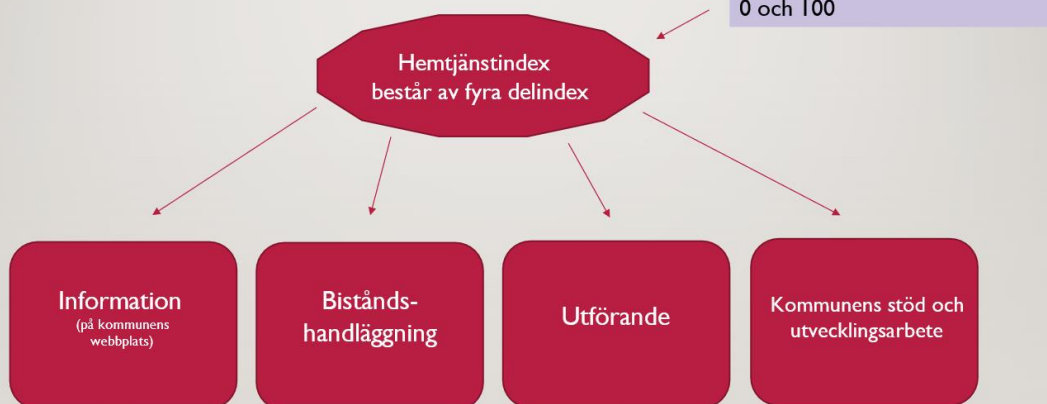 0 och 100
Hemtjänstindex
består av fyra delindex
Information
(på kommunens
webbplats)
Bistånds-
handläggning
Utförande
Kommunens stöd och
utvecklingsarbete